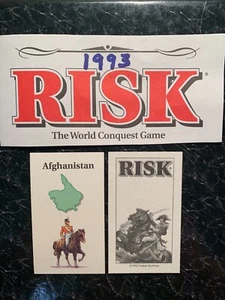 1993
RISK®
The World Conquest Game
Afghanistan
RISK